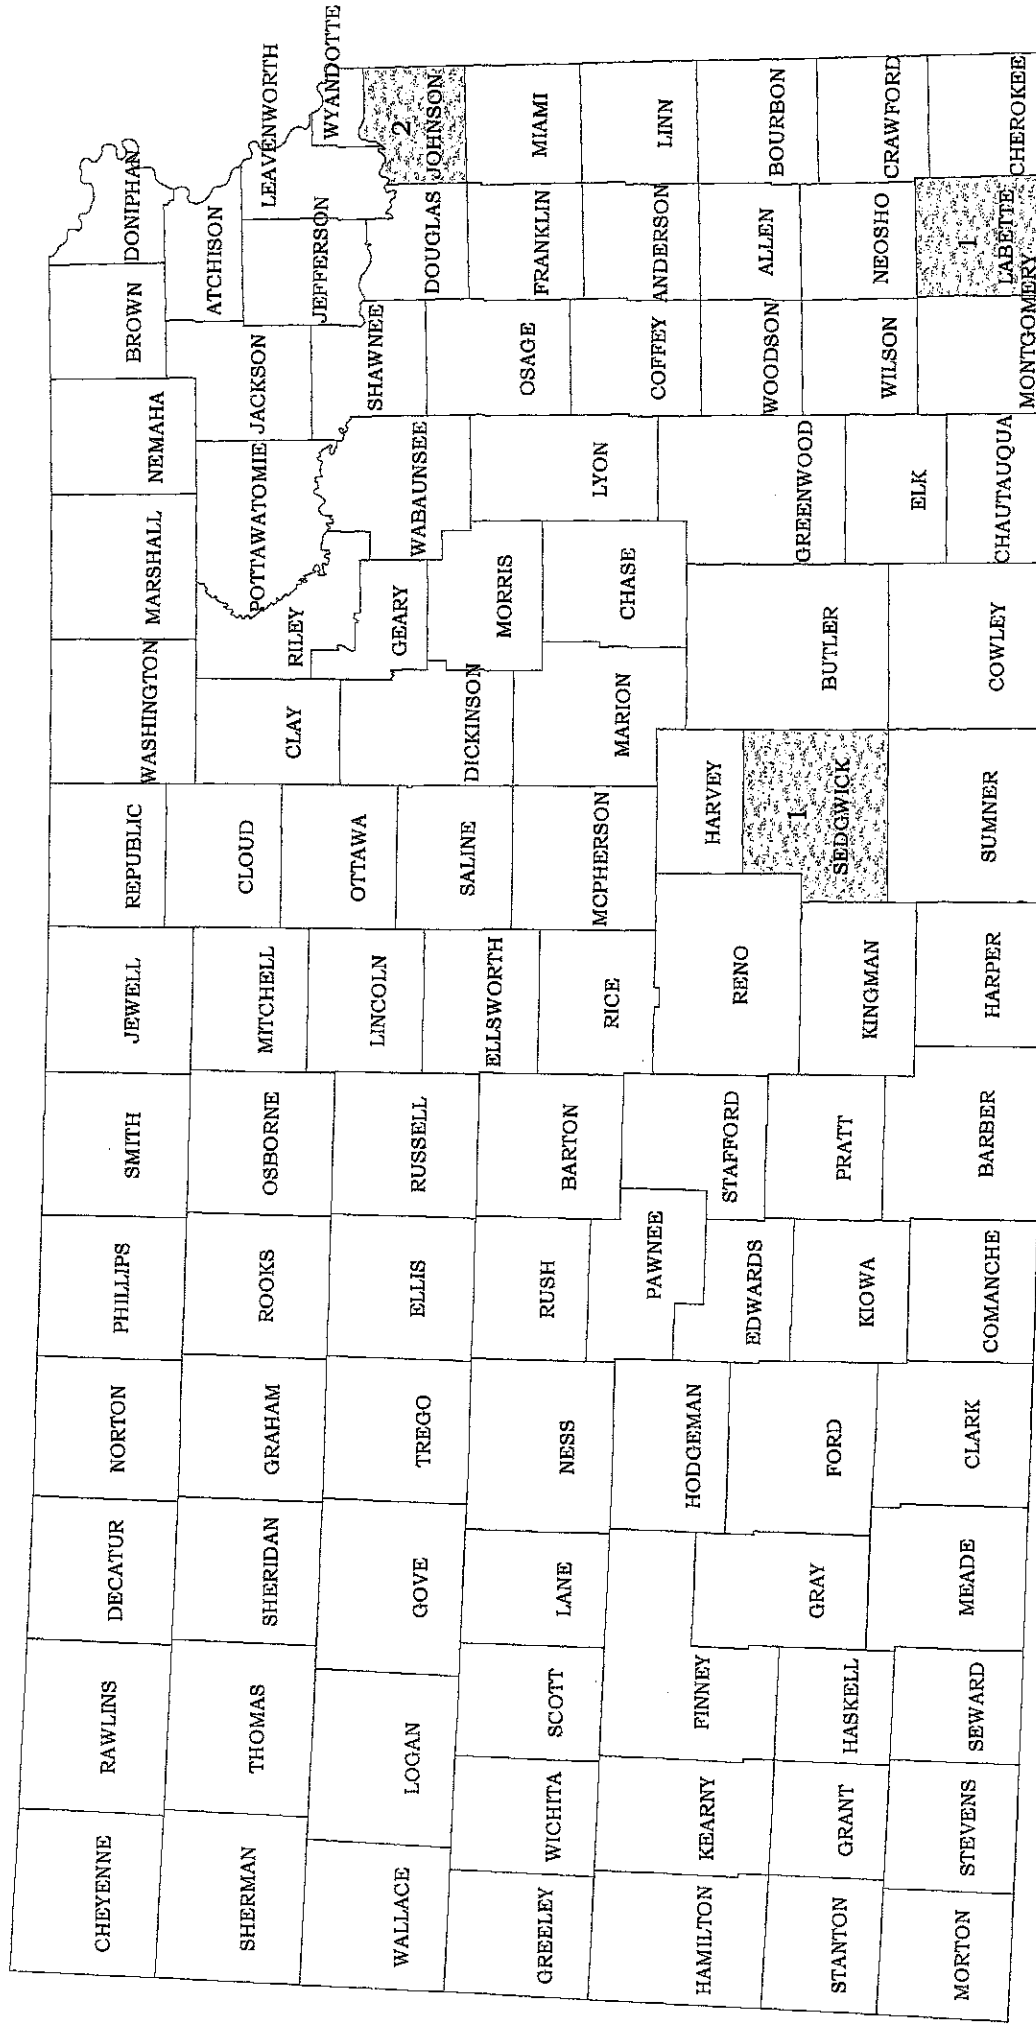 CHEYENNE
RAWLINS
DECATUR
NORTON
PHILLIPS
SMITH
JEWELL
REPUBLIC
WASHINGTON
MARSHALL
NEMAHA
BROWN
DONIPHAN
SHERMAN
THOMAS
SHERIDAN
GRAHAM
ROOKS
OSBORNE
MITCHELL
CLOUD
CLAY
RILEY
POTTAWATOMIE
JACKSON
ATCHISON
JEFFERSON
LEAVENWORTH
WYANDOTTE
WALLACE
LOGAN
GOVE
TREGO
ELLIS
RUSSELL
LINCOLN
OTTAWA
SALINE
DICKINSON
GEARY
WABAUNSEE
SHAWNEE
DOUGLAS
2
JOHNSON
GREELEY
WICHITA
SCOTT
LANE
NESS
RUSH
BARTON
ELLSWORTH
RICE
MCPHERSON
MARION
MORRIS
CHASE
LYON
OSAGE
FRANKLIN
MIAMI
HAMILTON
KEARNY
FINNEY
HODGEMAN
PAWNEE
STAFFORD
RENO
HARVEY
COFFEY
ANDERSON
LINN
STANTON
GRANT
HASKELL
GRAY
FORD
EDWARDS
KIOWA
PRATT
KINGMAN
1
SEDGWICK
BUTLER
GREENWOOD
WOODSON
ALLEN
BOURBON
ELK
WILSON
NEOSHO
CRAWFORD
MORTON
STEVENS
SEWARD
MEADE
CLARK
COMANCHE
BARBER
HARPER
SUMNER
COWLEY
CHAUTAUQUA
MONTGOMERY
1
LABETTE
CHEROKEE